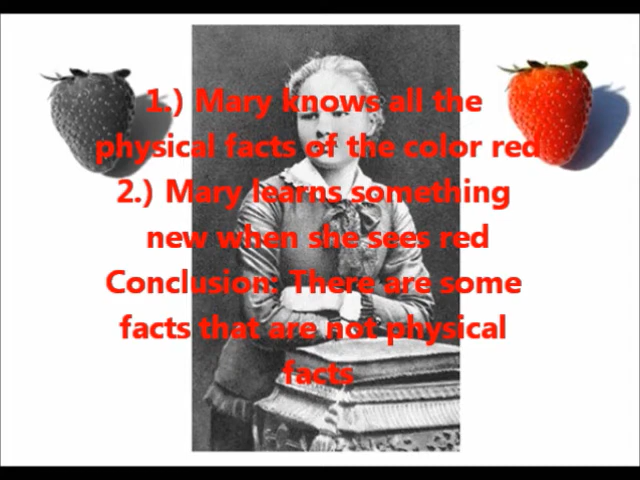 1.) Mary knows all the
physical facts of the color red
2.) Mary learns something
new when she sees red
Conclusion: There are some
facts that are not physical
facts